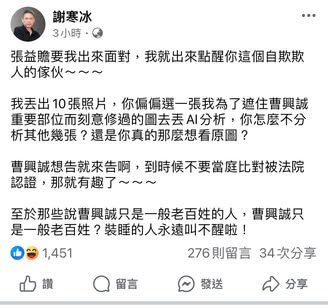 謝寒冰
3小時・
張益贍要我出來面對，我就出來點醒你這個自欺欺
人的傢伙～～～
我丟出10張照片，你偏偏選一張我為了遮住曹興誠
重要部位而刻意修過的圖去丟AI分析，你怎麼不分
析其他幾張？還是你真的那麼想看原圖？
曹興誠想告就來告啊，到時候不要當庭比對被法院
認證，那就有趣了～～～
至於那些說曹興誠只是一般老百姓的人，曹興誠只
是一般老百姓？裝睡的人永遠叫不醒啦！
1,451 276則留言 34次分享
讚 留言 發送 分享